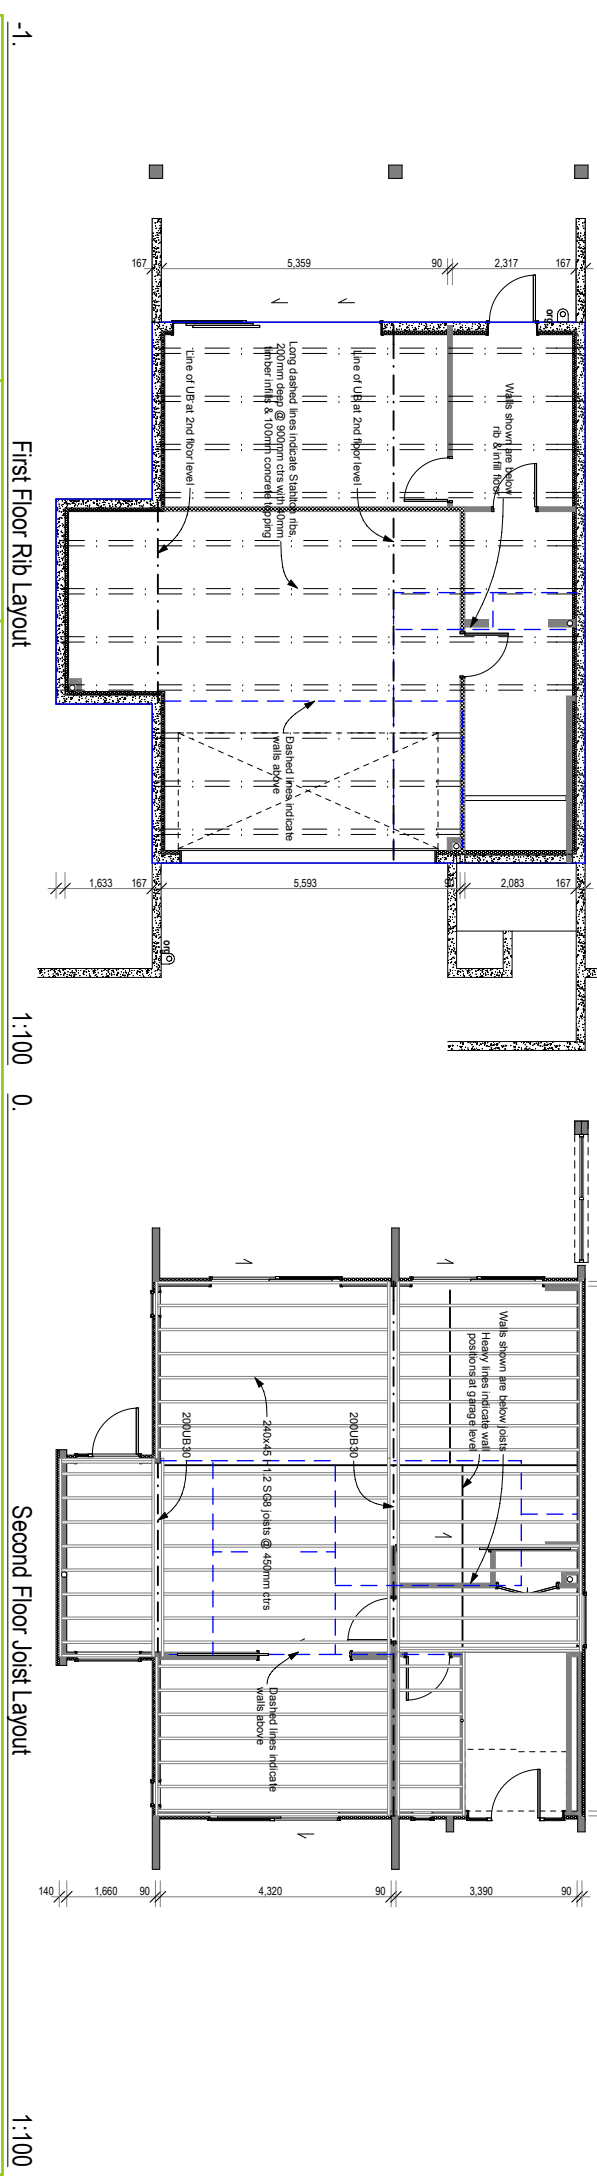 -1.
First Floor Rib Layout
1:100
0.
Second Floor Joist Layout
1:100
167
5,359
90
2,317
167
org
Walls shown are below
rib & infill floor
Line of UB at 2nd floor level
Long dashed lines indicate Stahlton ribs,
200mm deep @ 900mm ctrs with 40mm
timber infills & 100mm concrete topping
Line of UB at 2nd floor level
Dashed lines indicate
walls above
1,633
167
5,593
2,083
167
org
Walls shown are below joists
Heavy lines indicate wall
positions at garage level
200UB30
240x45 H1.2 SG8 joists @ 450mm ctrs
200UB30
Dashed lines indicate
walls above
140
1,660
90
4,320
90
3,390
90